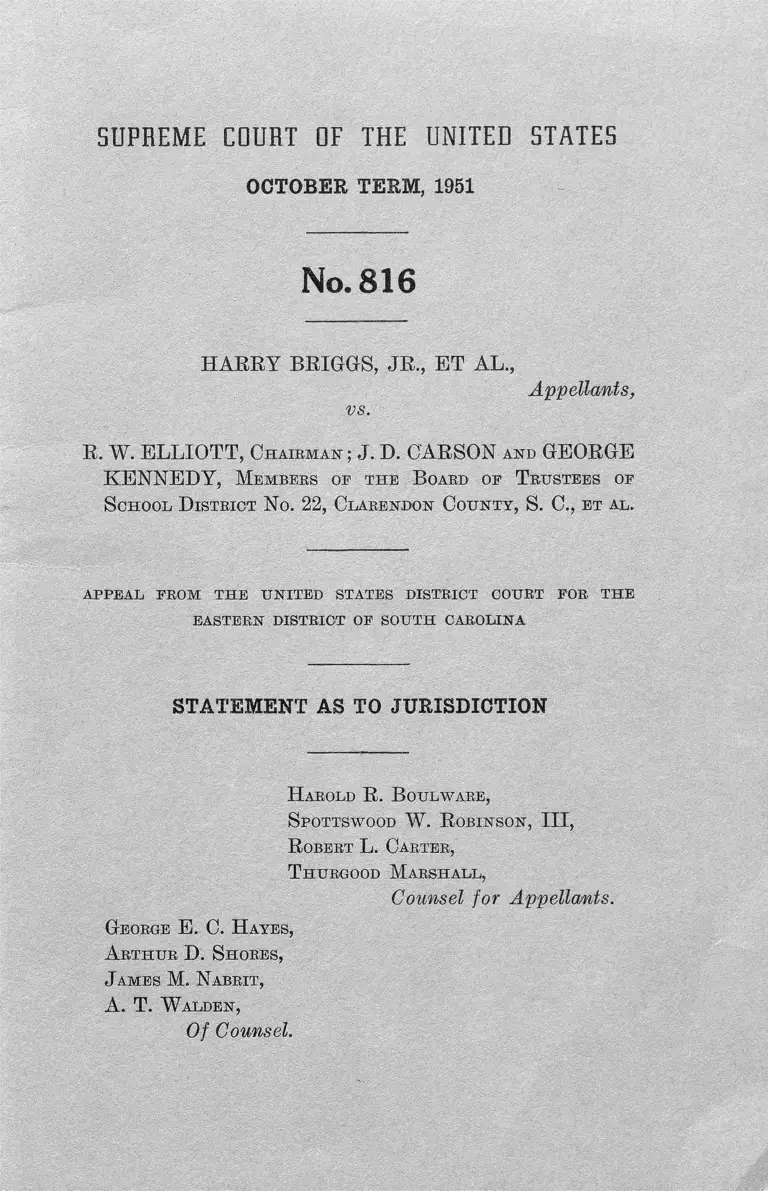 SUPREME COURT OF THE UNITED STATES
OCTOBER TERM, 1951
No. 816
HARRY BRIGGS, JR., ET AL.,
Appellants,
vs.
R. W. ELLIOTT, CHAIRMAN; J. D. CARSON AND GEORGE
KENNEDY, MEMBERS OF THE BOARD OF TRUSTEES OF
SCHOOL DISTRICT NO. 22, CLARENDON COUNTY, S. C., ET AL.
APPEAL FROM THE UNITED STATES DISTRICT COURT FOR THE
EASTERN DISTRICT OF SOUTH CAROLINA
STATEMENT AS TO JURISDICTION
HAROLD R. BOULWARE,
SPOTTSWOOD W. ROBINSON, III,
ROBERT L. CARTER,
THURGOOD MARSHALL,
Counsel for Appellants.
GEORGE E. C. HAYES,
ARTHUR D. SHORES,
JAMES M. NABRIT,
A. T. WALDEN,
Of Counsel.